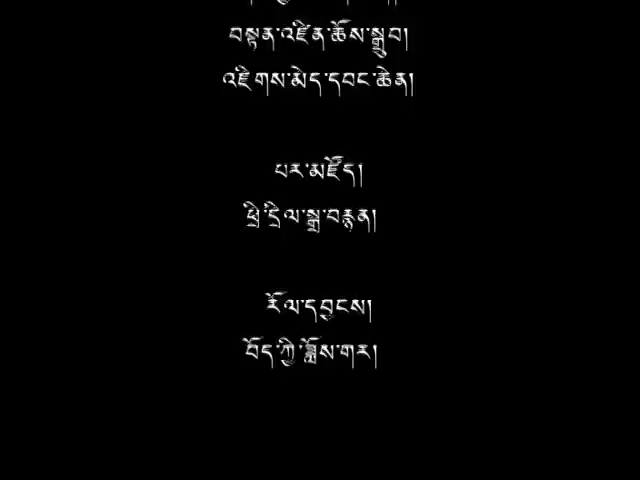 བསྟན་འཛིན་ཆོས་སྒྲུབ།
འཇིགས་མེད་དབང་ཆེན།
པར་མཛོད།
ཕྲི་དྲིལ་སྒྲ་བརྙན།
རོལ་དབྱངས།
བོད་ཀྱི་ཟློས་གར།